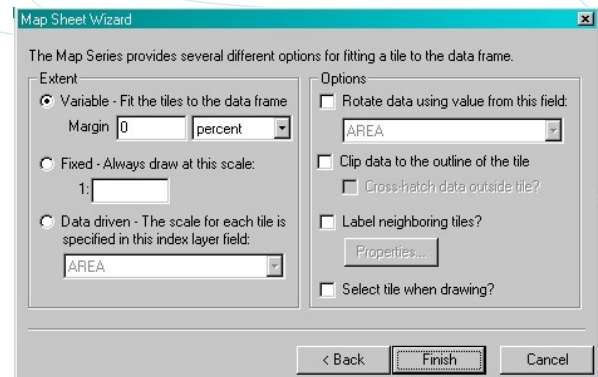 Map Sheet Wizard
The Map Series provides several different options for fitting a tile to the data frame.
Extent
Variable - Fit the tiles to the data frame
Margin 0 percent
Fixed - Always draw at this scale:
1:
Data driven - The scale for each tile is
specified in this index layer field:
AREA
Options
Rotate data using value from this field:
AREA
Clip data to the outline of the tile
Cross-hatch data outside tile?
Label neighboring tiles?
Properties...
Select tile when drawing?
< Back
Finish
Cancel